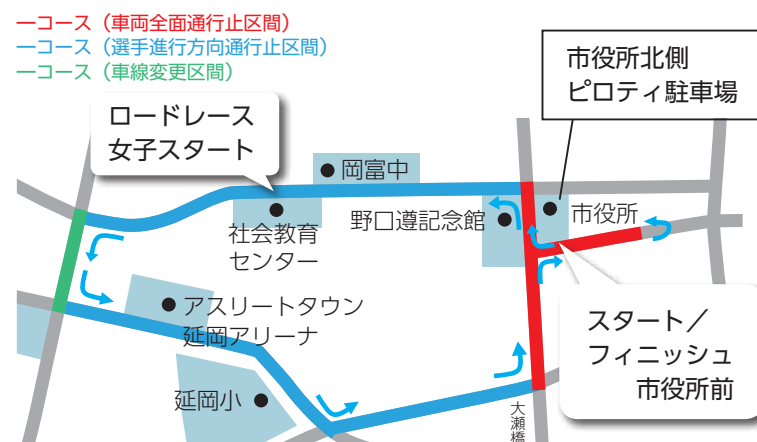 ーコース（車両全面通行止区間）
ーコース（選手進行方向通行止区間）
ーコース（車線変更区間）
市役所北側
ピロティ駐車場
ロードレース
女子スタート
岡富中
社会教育
センター
野口遵記念館
市役所
アスリートタウン
延岡アリーナ
スタート／
フィニッシュ
市役所前
延岡小
大瀬橋